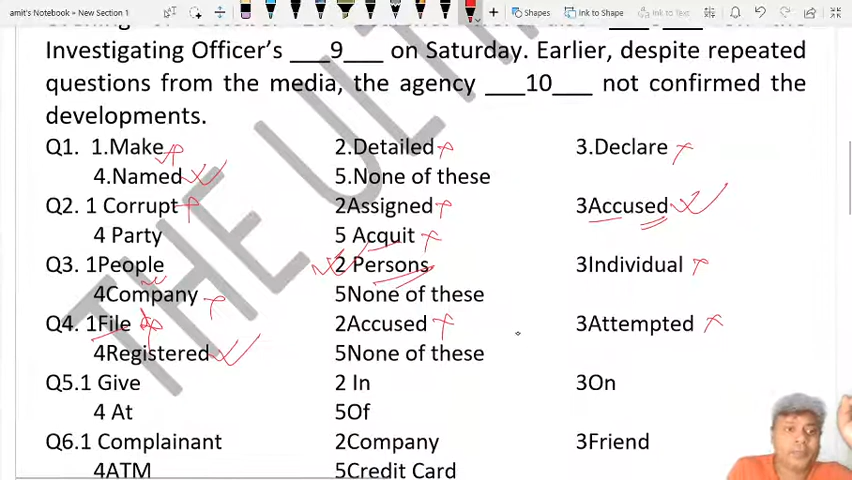 amit's Notebook - New Section 1
Shapes
Ink to Shape
Ink to Text
Investigating Officer's ___9___ on Saturday. Earlier, despite repeated
questions from the media, the agency ___10___ not confirmed the
developments.
Q1. 1.Make 2.Detailed 3.Declare
4.Named 5.None of these
Q2. 1 Corrupt 2Assigned 3Accused
4 Party 5 Acquit
Q3. 1People 2 Persons 3Individual
4Company 5None of these
Q4. 1File 2Accused 3Attempted
4Registered 5None of these
Q5.1 Give 2 In 3On
4 At 5Of
Q6.1 Complainant 2Company 3Friend
4ATM 5Credit Card
THE ULT